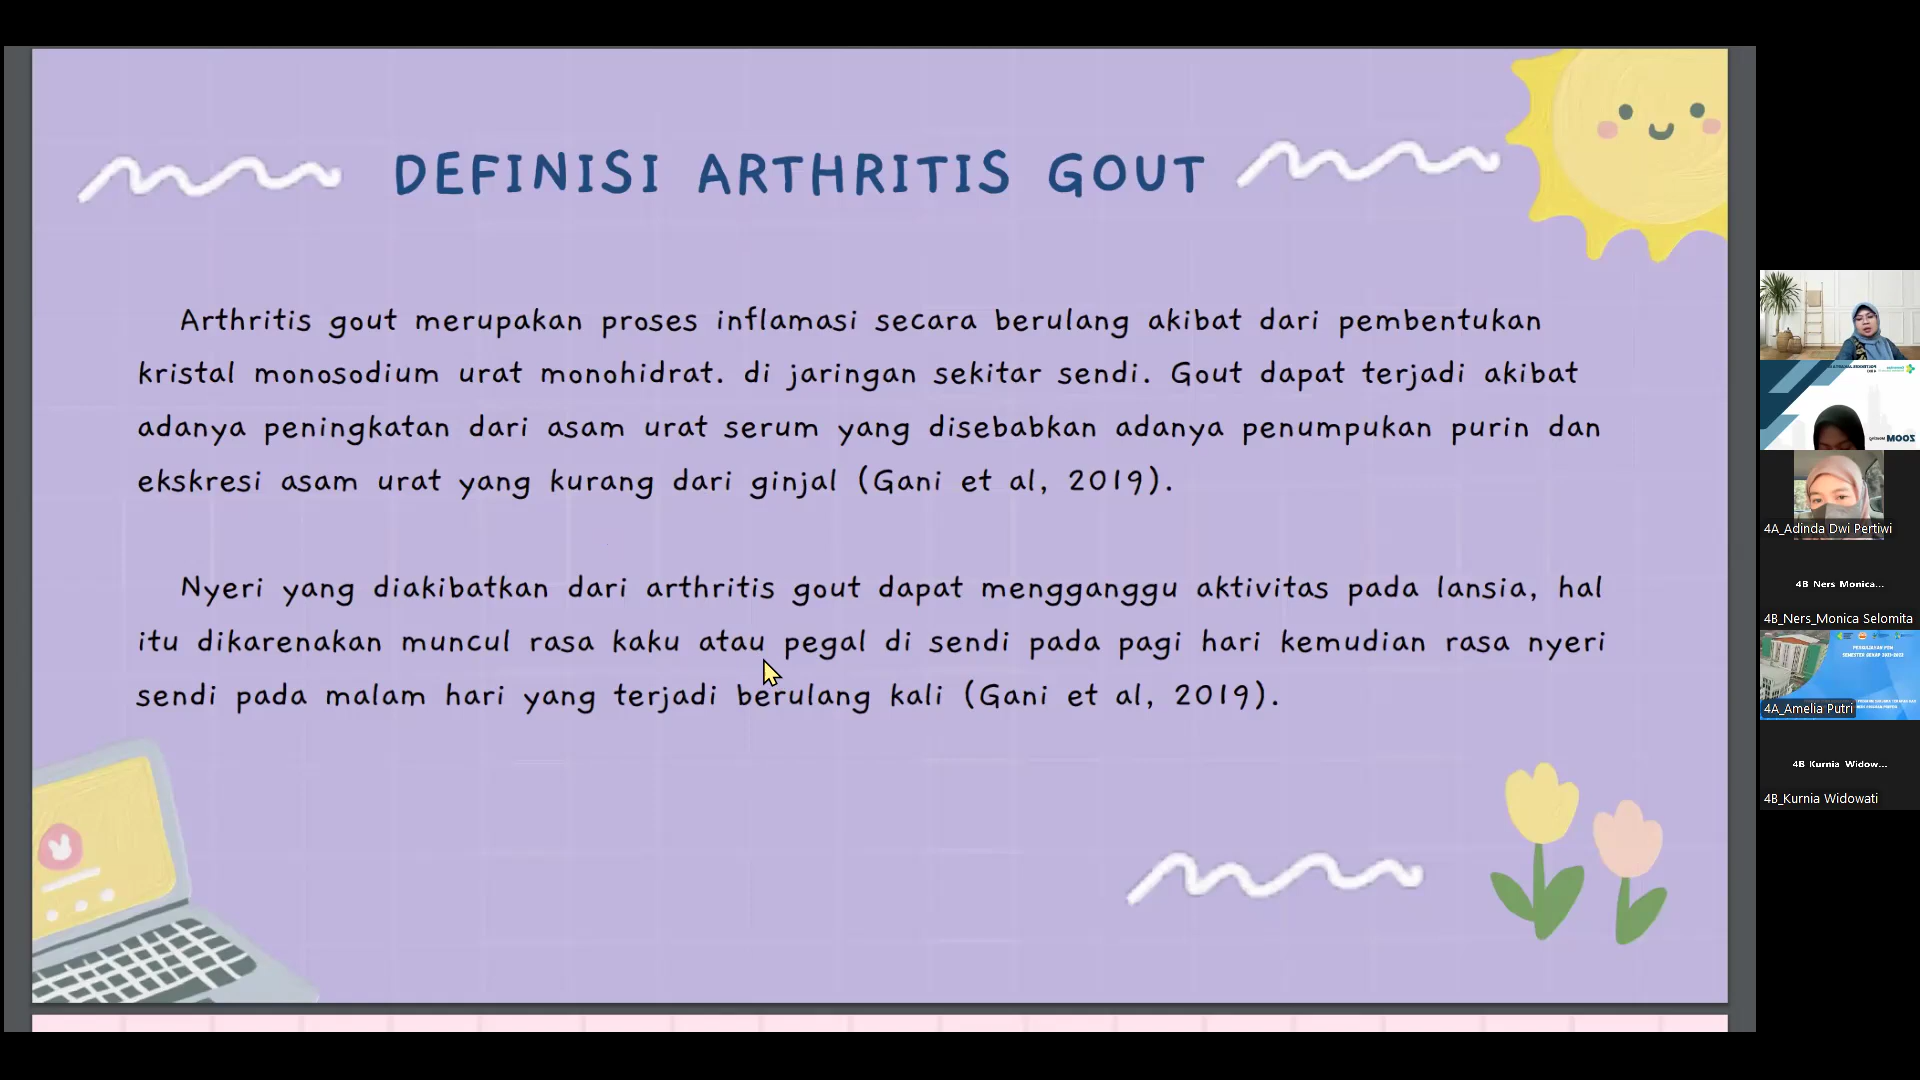 DEFINISI ARTHRITIS GOUT
Arthritis gout merupakan proses inflamasi secara berulang akibat dari pembentukan
kristal monosodium urat monohidrat. di jaringan sekitar sendi. Gout dapat terjadi akibat
adanya peningkatan dari asam urat serum yang disebabkan adanya penumpukan purin dan
ekskresi asam urat yang kurang dari ginjal (Gani et al, 2019).
Nyeri yang diakibatkan dari arthritis gout dapat mengganggu aktivitas pada lansia, hal
itu dikarenakan muncul rasa kaku atau pegal di sendi pada pagi hari kemudian rasa nyeri
sendi pada malam hari yang terjadi berulang kali (Gani et al, 2019).
ZOOM
4A_Adinda Dwi Pertiwi
4B Ners Monica...
4B_Ners_Monica Selomita
4A_Amelia Putri
4B Kurnia Widow...
4B_Kurnia Widowati